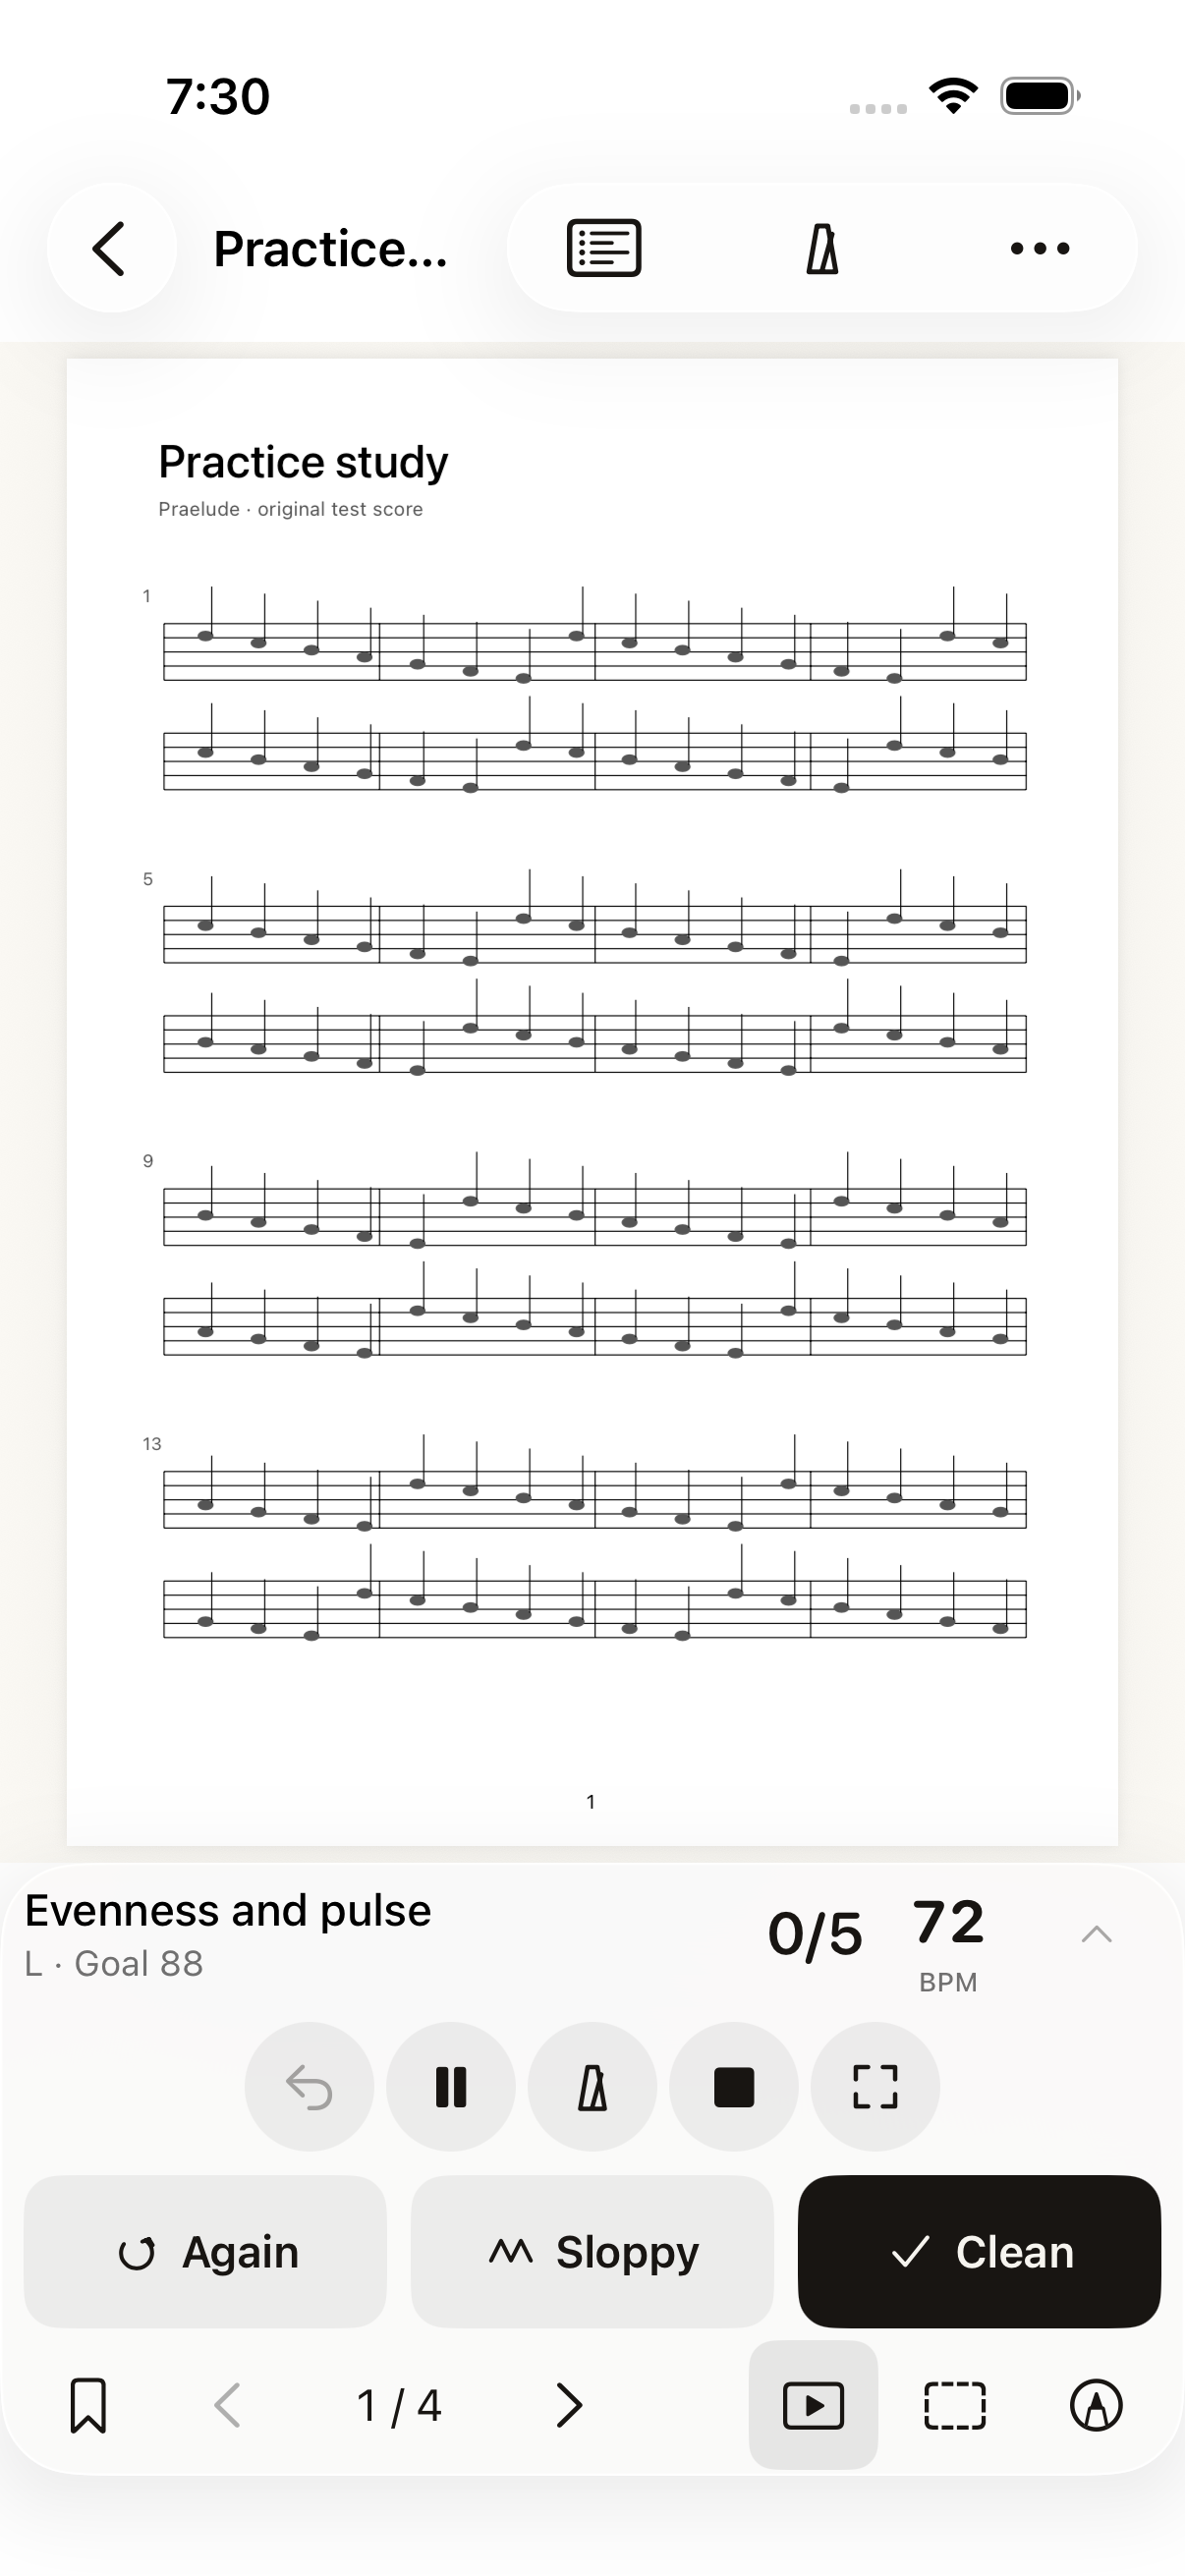 7:30
Practice...
Practice study
Praelude · original test score
1
5
9
13
1
Evenness and pulse
L · Goal 88
0/5
72
BPM
Again
Sloppy
Clean
1 / 4